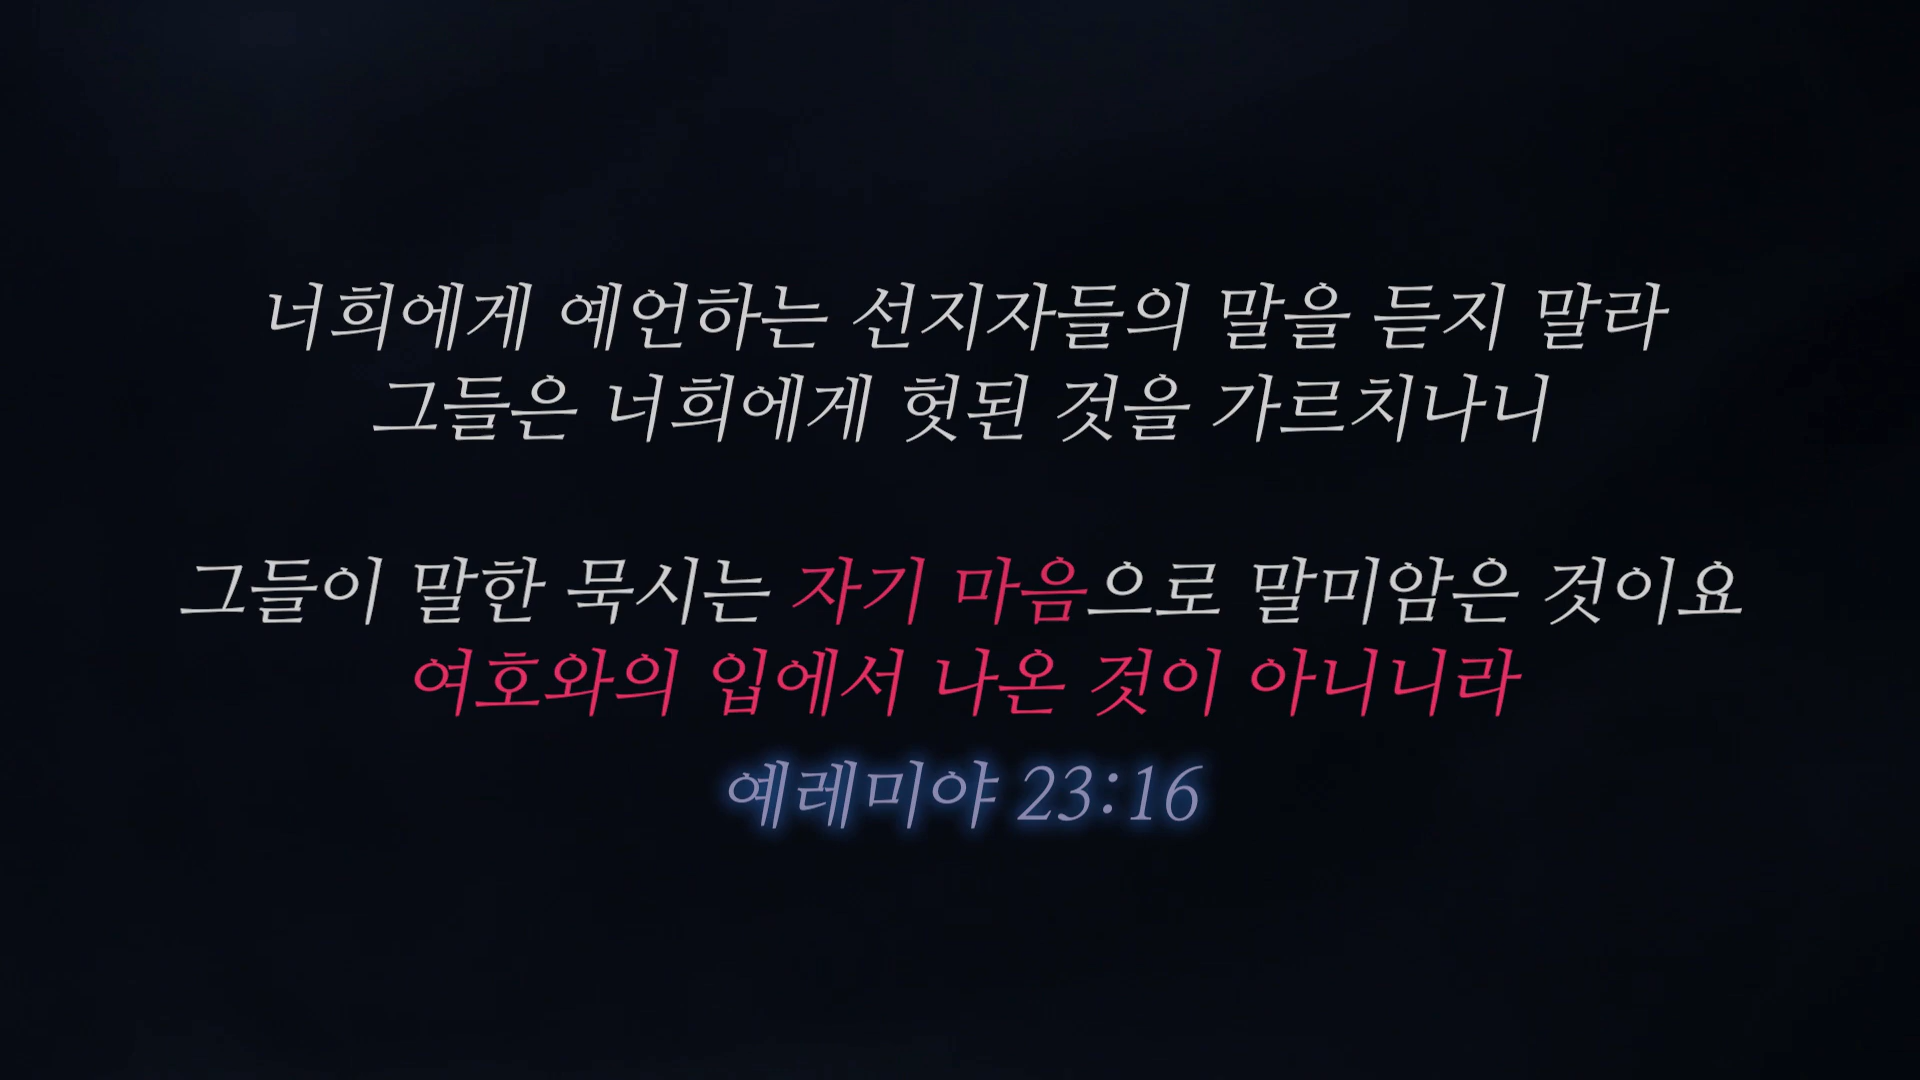 너희에게 예언하는 선지자들의 말을 듣지 말라
그들은 너희에게 헛된 것을 가르치나니
그들이 말한 묵시는 자기 마음으로 말미암은 것이요
여호와의 입에서 나온 것이 아니니라
예레미야 23:16